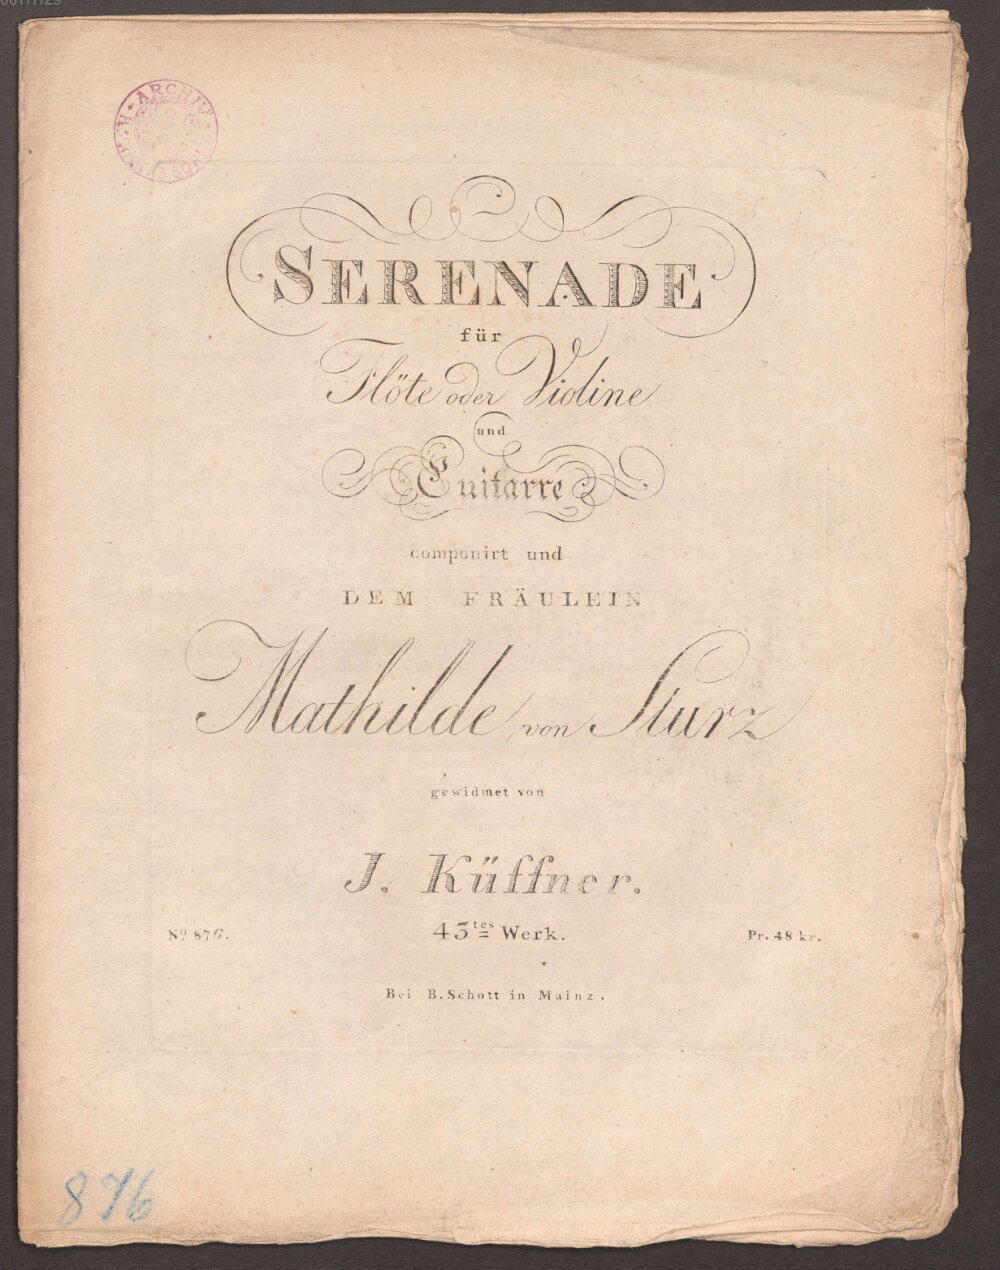 ARCHIV
SERENADE
für
Flöte oder Violine
und
Guitarre
componirt und
DEM FRÄULEIN
Mathilde von Sturz
gewidmet von
J. Küffner.
Nº 876.
43tes Werk.
Pr. 48 kr.
Bei B. Schott in Mainz.
876